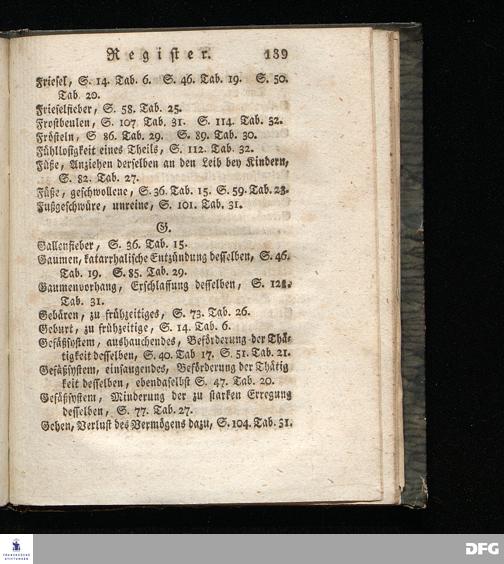 Register. 139
Friesel, S. 14. Tab. 6. S. 46. Tab. 19. S. 50.
Tab. 20.
Frieselfieber, S. 58. Tab. 25.
Frostbeulen, S. 107 Tab. 31. S. 114. Tab. 32.
Frösteln, S 86. Tab. 29. S. 89. Tab. 30.
Fühllosigkeit eines Theils, S. 112. Tab. 32.
Füße, Anziehen derselben an den Leib bey Kindern,
S. 82. Tab. 27.
Füße, geschwollene, S. 36. Tab. 15. S. 59. Tab. 23.
Fußgeschwüre, unreine, S. 101. Tab. 31.
G.
Gallenfieber, S. 36. Tab. 15.
Gaumen, katarrhalische Entzündung desselben, S. 46.
Tab. 19. S. 85. Tab. 29.
Gaumenvorhang, Erschlaffung desselben, S. 121.
Tab. 31.
Gebären, zu frühzeitiges, S. 73. Tab. 26.
Geburt, zu frühzeitige, S. 14. Tab. 6.
Gefäßsystem, aushauchendes, Beförderung der Thä-
tigkeit desselben, S. 40. Tab 17. S. 51. Tab. 21.
Gefäßsystem, einsaugendes, Beförderung der Thätig
keit desselben, ebendaselbst S. 47. Tab. 20.
Gefäßsystem, Minderung der zu starken Erregung
desselben, S. 77. Tab. 27.
Gehen, Verlust des Vermögens dazu, S. 104. Tab. 31.
FRANCKESCHE
STIFTUNGEN
DFG